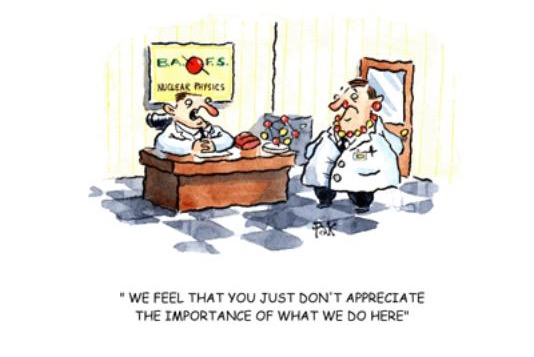 B.A. F.S.
NUCLEAR PHYSICS
" WE FEEL THAT YOU JUST DON'T APPRECIATE
THE IMPORTANCE OF WHAT WE DO HERE"